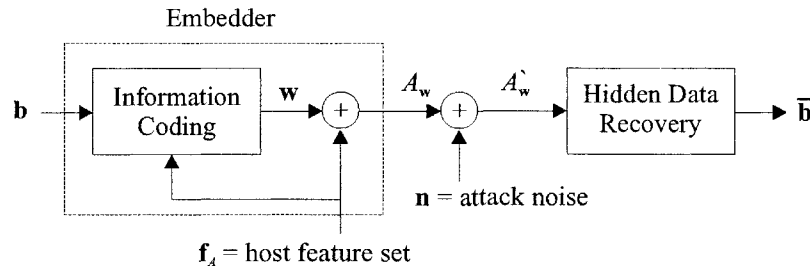 Embedder
b
Information
Coding
w
+
A_w
+
A`_w
Hidden Data
Recovery
b̅
n = attack noise
f_A = host feature set